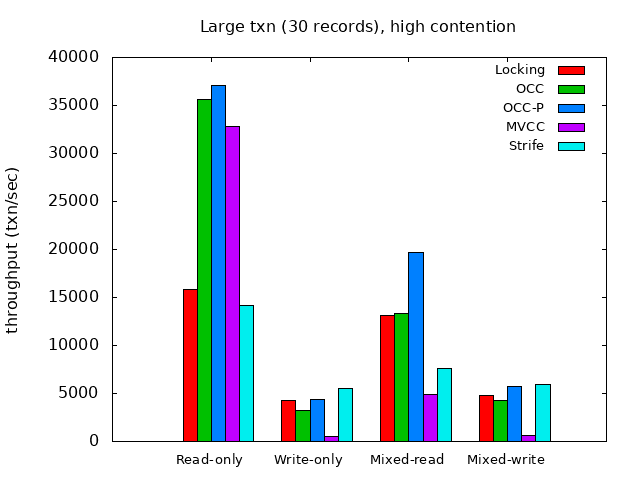 Large txn (30 records), high contention
throughput (txn/sec)
40000
35000
30000
25000
20000
15000
10000
5000
0
Locking
OCC
OCC-P
MVCC
Strife
Read-only
Write-only
Mixed-read
Mixed-write